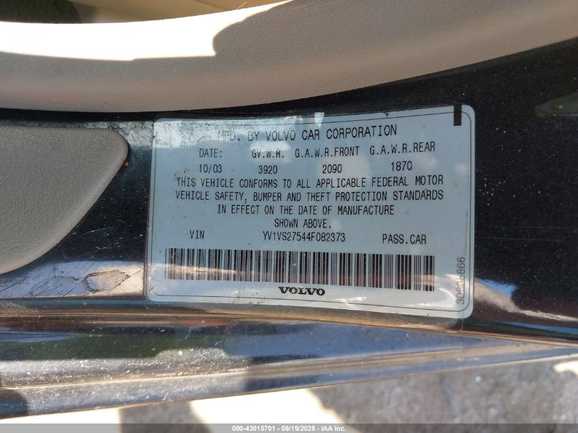 MFD. BY VOLVO CAR CORPORATION
DATE: G.V.W.R. G.A.W.R.FRONT G.A.W.R.REAR
10/03 3920 2090 1870
THIS VEHICLE CONFORMS TO ALL APPLICABLE FEDERAL MOTOR
VEHICLE SAFETY, BUMPER AND THEFT PROTECTION STANDARDS
IN EFFECT ON THE DATE OF MANUFACTURE
SHOWN ABOVE.
VIN YV1VS27544F082373 PASS.CAR
VOLVO
000-43015701 - 09/19/2025 - IAA Inc.